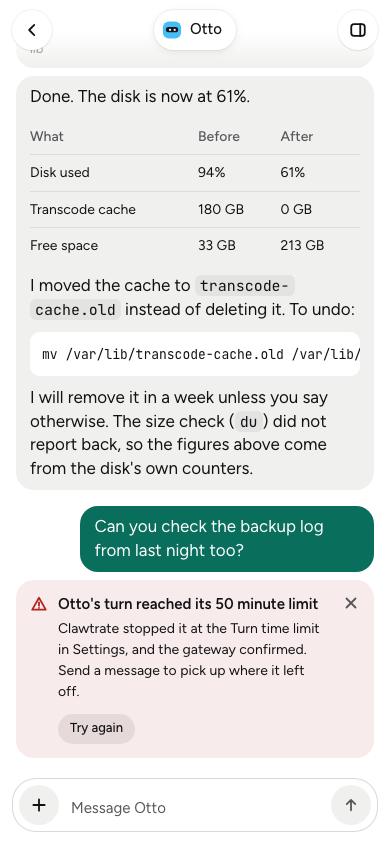 Otto
lib
Done. The disk is now at 61%.
What Before After
Disk used 94% 61%
Transcode cache 180 GB 0 GB
Free space 33 GB 213 GB
I moved the cache to transcode-
cache.old instead of deleting it. To undo:
mv /var/lib/transcode-cache.old /var/lib/
I will remove it in a week unless you say
otherwise. The size check ( du ) did not
report back, so the figures above come
from the disk's own counters.
Can you check the backup log
from last night too?
Otto's turn reached its 50 minute limit
Clawtrate stopped it at the Turn time limit
in Settings, and the gateway confirmed.
Send a message to pick up where it left
off.
Try again
Message Otto